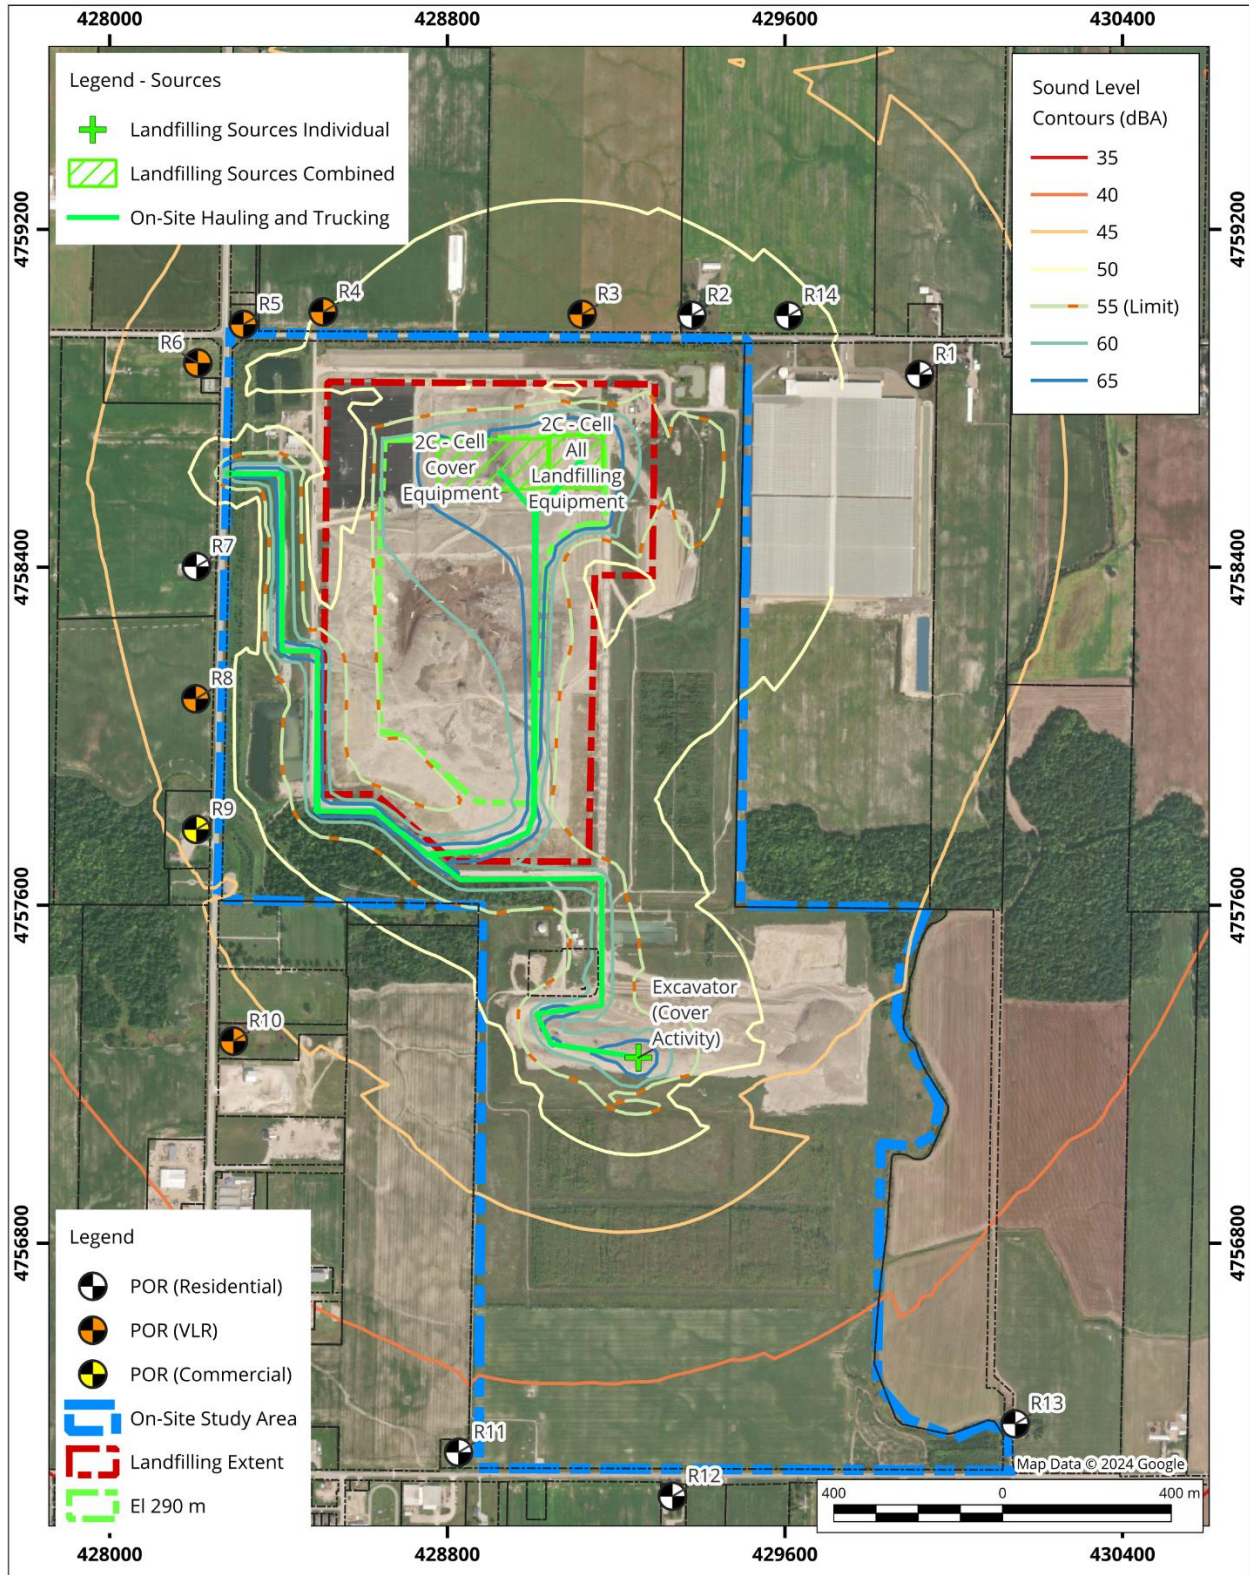 428000 428800 429600 430400
Legend - Sources
Landfilling Sources Individual
Landfilling Sources Combined
On-Site Hauling and Trucking
Sound Level
Contours (dBA)
35
40
45
50
55 (Limit)
60
65
4759200
4759200
R5
R4
R3
R2
R14
R6
R1
2C - Cell
Cover
Equipment
2C - Cell
All
Landfilling
Equipment
4758400
4758400
R7
R8
R9
4757600
4757600
Excavator
(Cover
Activity)
R10
4756800
4756800
Legend
POR (Residential)
POR (VLR)
POR (Commercial)
On-Site Study Area
Landfilling Extent
El 290 m
R11
R12
R13
Map Data © 2024 Google
400 0 400 m
428000 428800 429600 430400